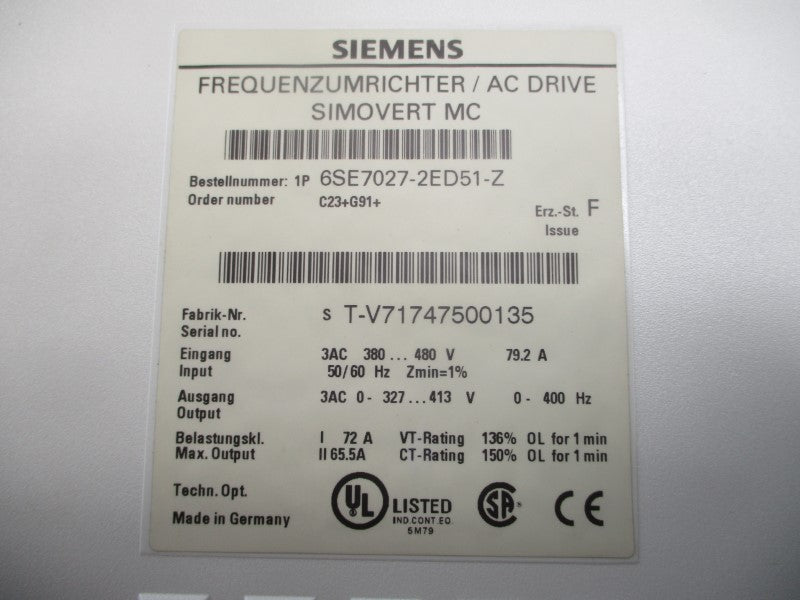 SIEMENS
FREQUENZUMRICHTER / AC DRIVE
SIMOVERT MC
Bestellnummer: 1P 6SE7027-2ED51-Z
Order number C23+G91+
Erz.-St. F
Issue
Fabrik-Nr. S T-V71747500135
Serial no.
Eingang 3AC 380 ... 480 V 79.2 A
Input 50/60 Hz Zmin=1%
Ausgang 3AC 0 - 327 ... 413 V 0 - 400 Hz
Output
Belastungskl. I 72 A VT-Rating 136% OL for 1 min
Max. Output II 65.5A CT-Rating 150% OL for 1 min
Techn. Opt.
Made in Germany
UL LISTED
IND.CONT.EQ.
5M79
SA
CE